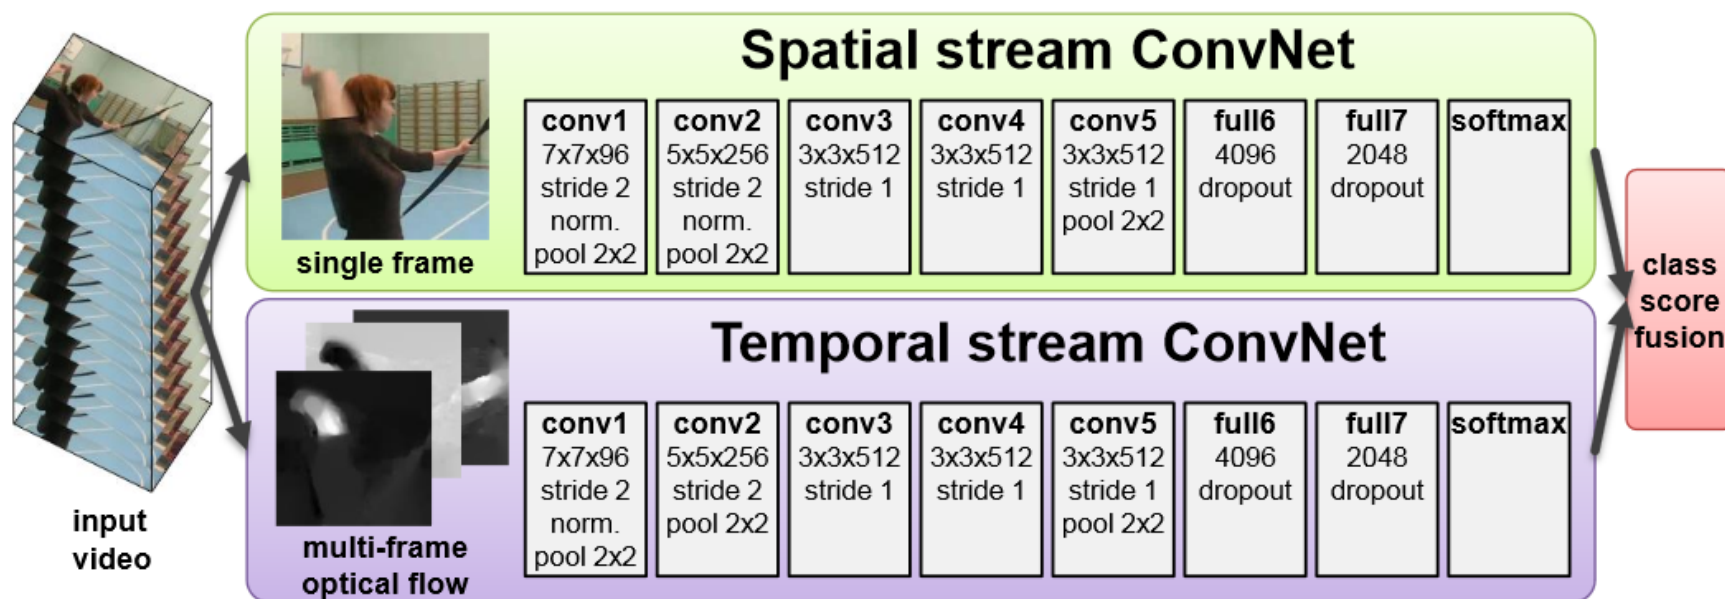 Spatial stream ConvNet
single frame
conv1
7x7x96
stride 2
norm.
pool 2x2
conv2
5x5x256
stride 2
norm.
pool 2x2
conv3
3x3x512
stride 1
conv4
3x3x512
stride 1
conv5
3x3x512
stride 1
pool 2x2
full6
4096
dropout
full7
2048
dropout
softmax
input
video
Temporal stream ConvNet
multi-frame
optical flow
conv1
7x7x96
stride 2
norm.
pool 2x2
conv2
5x5x256
stride 2
pool 2x2
conv3
3x3x512
stride 1
conv4
3x3x512
stride 1
conv5
3x3x512
stride 1
pool 2x2
full6
4096
dropout
full7
2048
dropout
softmax
class
score
fusion